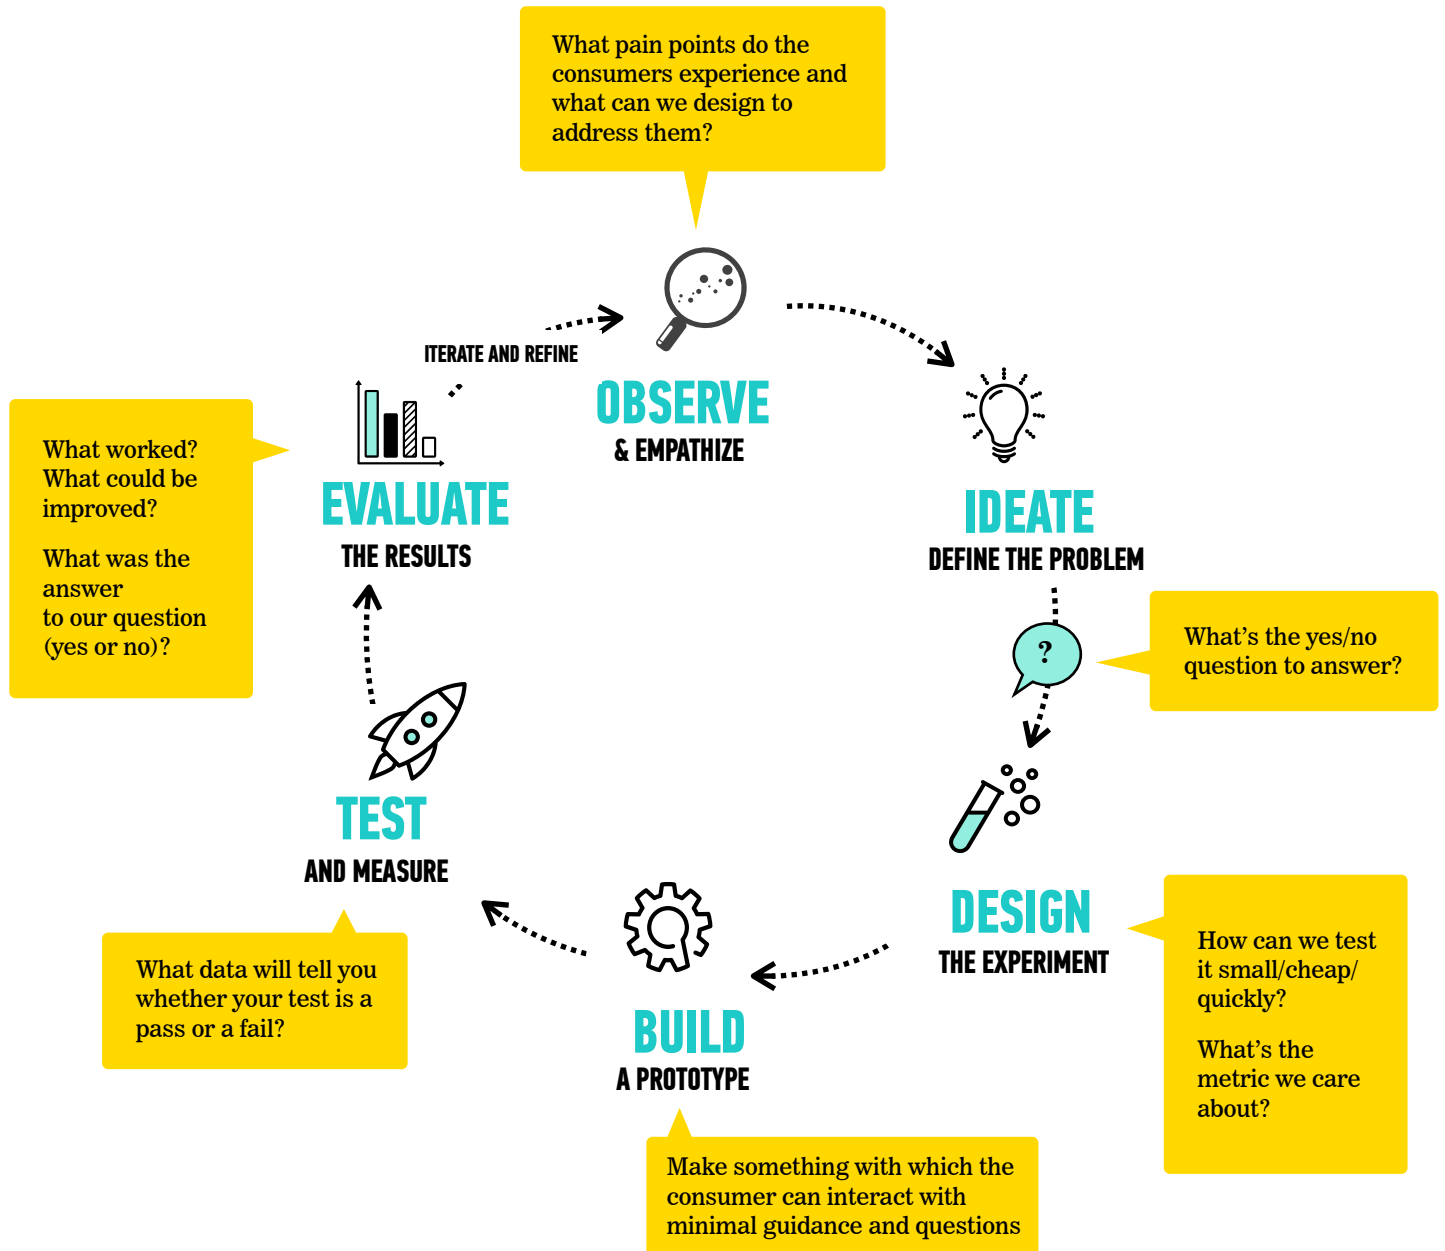 What pain points do the
consumers experience and
what can we design to
address them?
ITERATE AND REFINE
OBSERVE
& EMPATHIZE
IDEATE
DEFINE THE PROBLEM
?
What’s the yes/no
question to answer?
DESIGN
THE EXPERIMENT
How can we test
it small/cheap/
quickly?
What’s the
metric we care
about?
BUILD
A PROTOTYPE
Make something with which the
consumer can interact with
minimal guidance and questions
TEST
AND MEASURE
What data will tell you
whether your test is a
pass or a fail?
EVALUATE
THE RESULTS
What worked?
What could be
improved?
What was the
answer
to our question
(yes or no)?